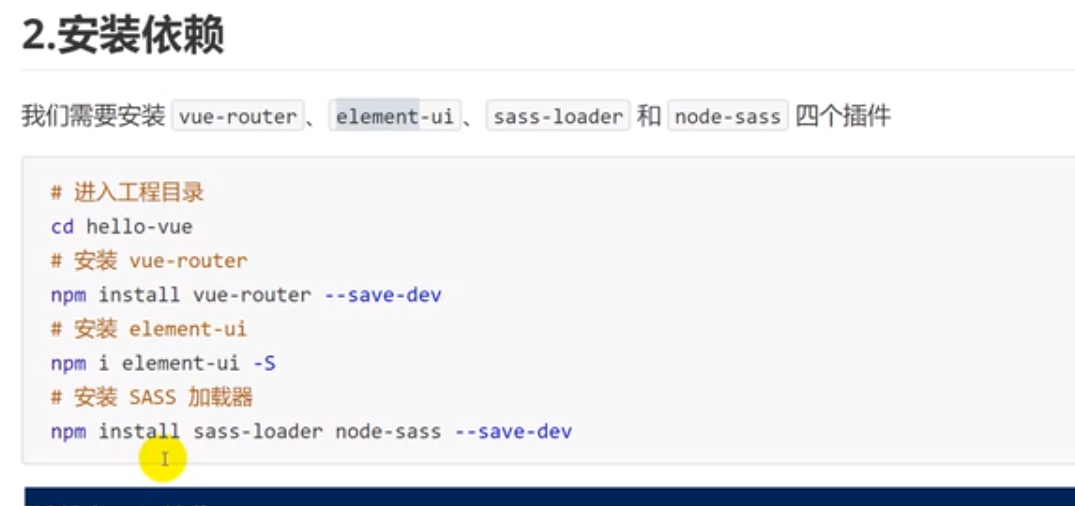 2.安装依赖
我们需要安装 vue-router、element-ui、sass-loader 和 node-sass 四个插件
# 进入工程目录
cd hello-vue
# 安装 vue-router
npm install vue-router --save-dev
# 安装 element-ui
npm i element-ui -S
# 安装 SASS 加载器
npm install sass-loader node-sass --save-dev